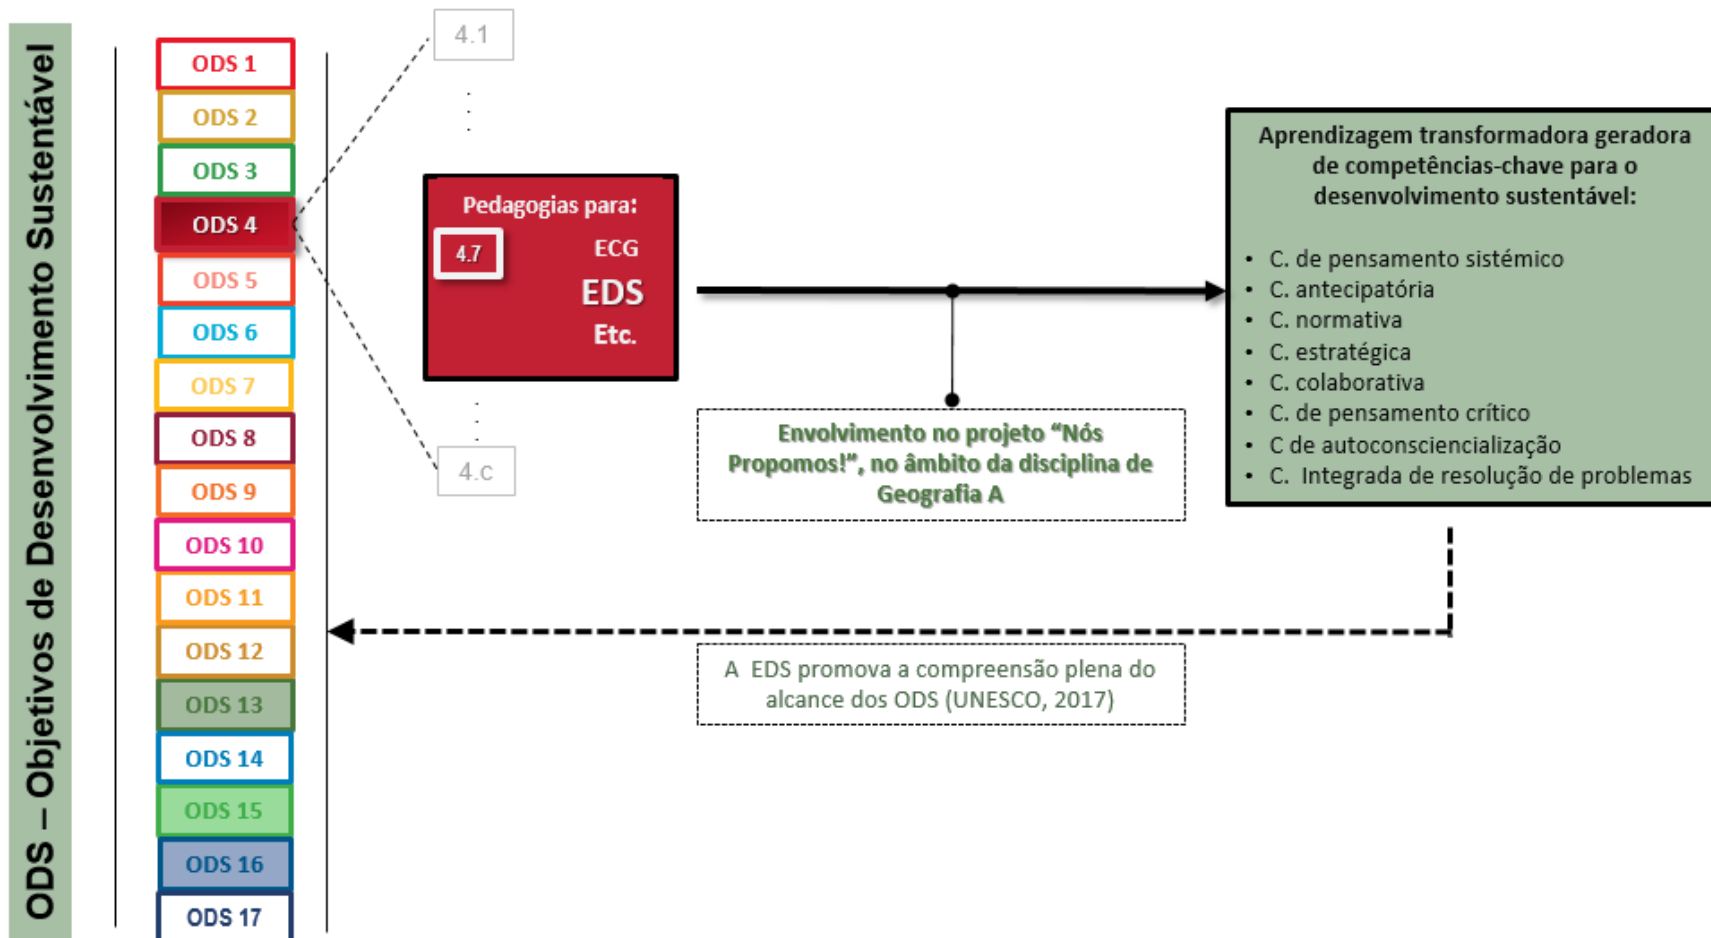 ODS – Objetivos de Desenvolvimento Sustentável
ODS 1
ODS 2
ODS 3
ODS 4
ODS 5
ODS 6
ODS 7
ODS 8
ODS 9
ODS 10
ODS 11
ODS 12
ODS 13
ODS 14
ODS 15
ODS 16
ODS 17
4.1
Pedagogias para:
4.7
ECG
EDS
Etc.
4.c
Envolvimento no projeto “Nós
Propomos!”, no âmbito da disciplina de
Geografia A
Aprendizagem transformadora geradora
de competências-chave para o
desenvolvimento sustentável:
• C. de pensamento sistémico
• C. antecipatória
• C. normativa
• C. estratégica
• C. colaborativa
• C. de pensamento crítico
• C de autoconsciencialização
• C. Integrada de resolução de problemas
A EDS promova a compreensão plena do
alcance dos ODS (UNESCO, 2017)